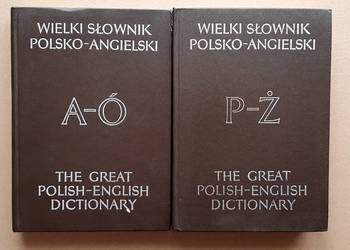 WIELKI SŁOWNIK
POLSKO-ANGIELSKI
A-Ó
THE GREAT
POLISH-ENGLISH
DICTIONARY
WIELKI SŁOWNIK
POLSKO-ANGIELSKI
P-Ż
THE GREAT
POLISH-ENGLISH
DICTIONARY